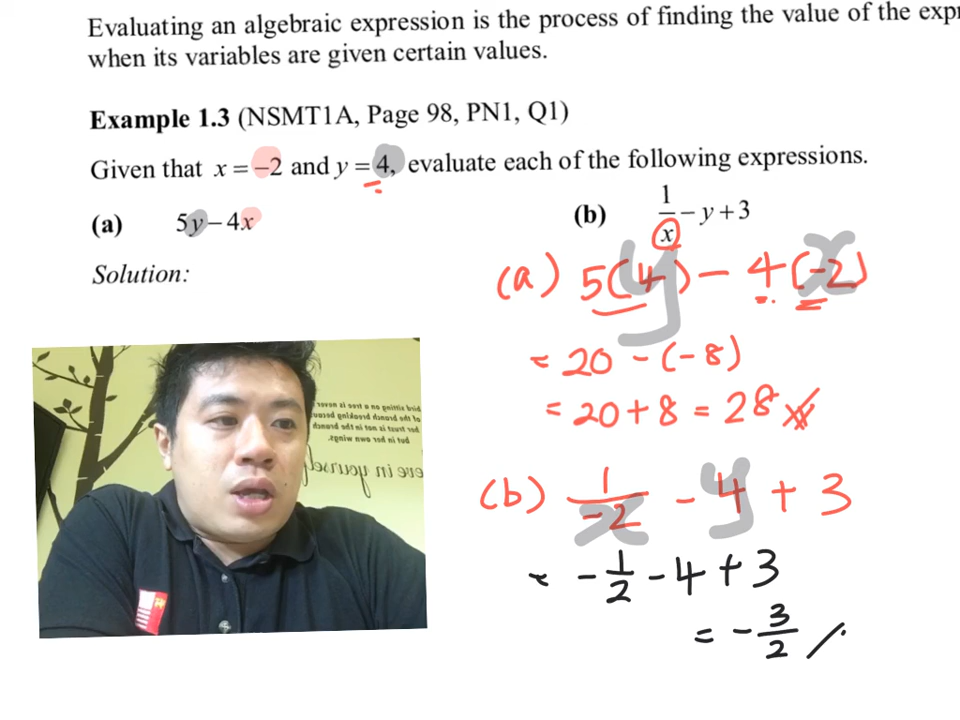 Evaluating an algebraic expression is the process of finding the value of the
when its variables are given certain values.
Example 1.3 (NSMT1A, Page 98, PN1, Q1)
Given that x = −2 and y = 4, evaluate each of the following expressions.
(a) 5y − 4x (b) 1/x − y + 3
Solution:
(a) 5(4) − 4(−2)
= 20 − (−8)
= 20 + 8 = 28
(b) 1/−2 − 4 + 3
= −1/2 − 4 + 3
= −3/2